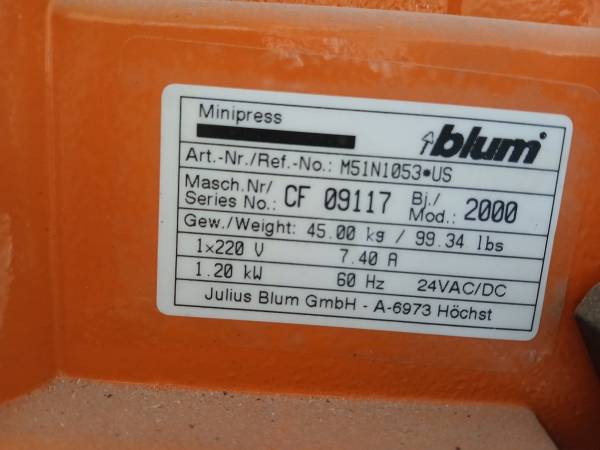 Minipress
blum
Art.-Nr./Ref.-No.: M51N1053*US
Masch.Nr/ Series No.: CF 09117 Bj./ Mod.: 2000
Gew./Weight: 45.00 kg / 99.34 lbs
1x220 V 7.40 A
1.20 kW 60 Hz 24VAC/DC
Julius Blum GmbH - A-6973 Höchst